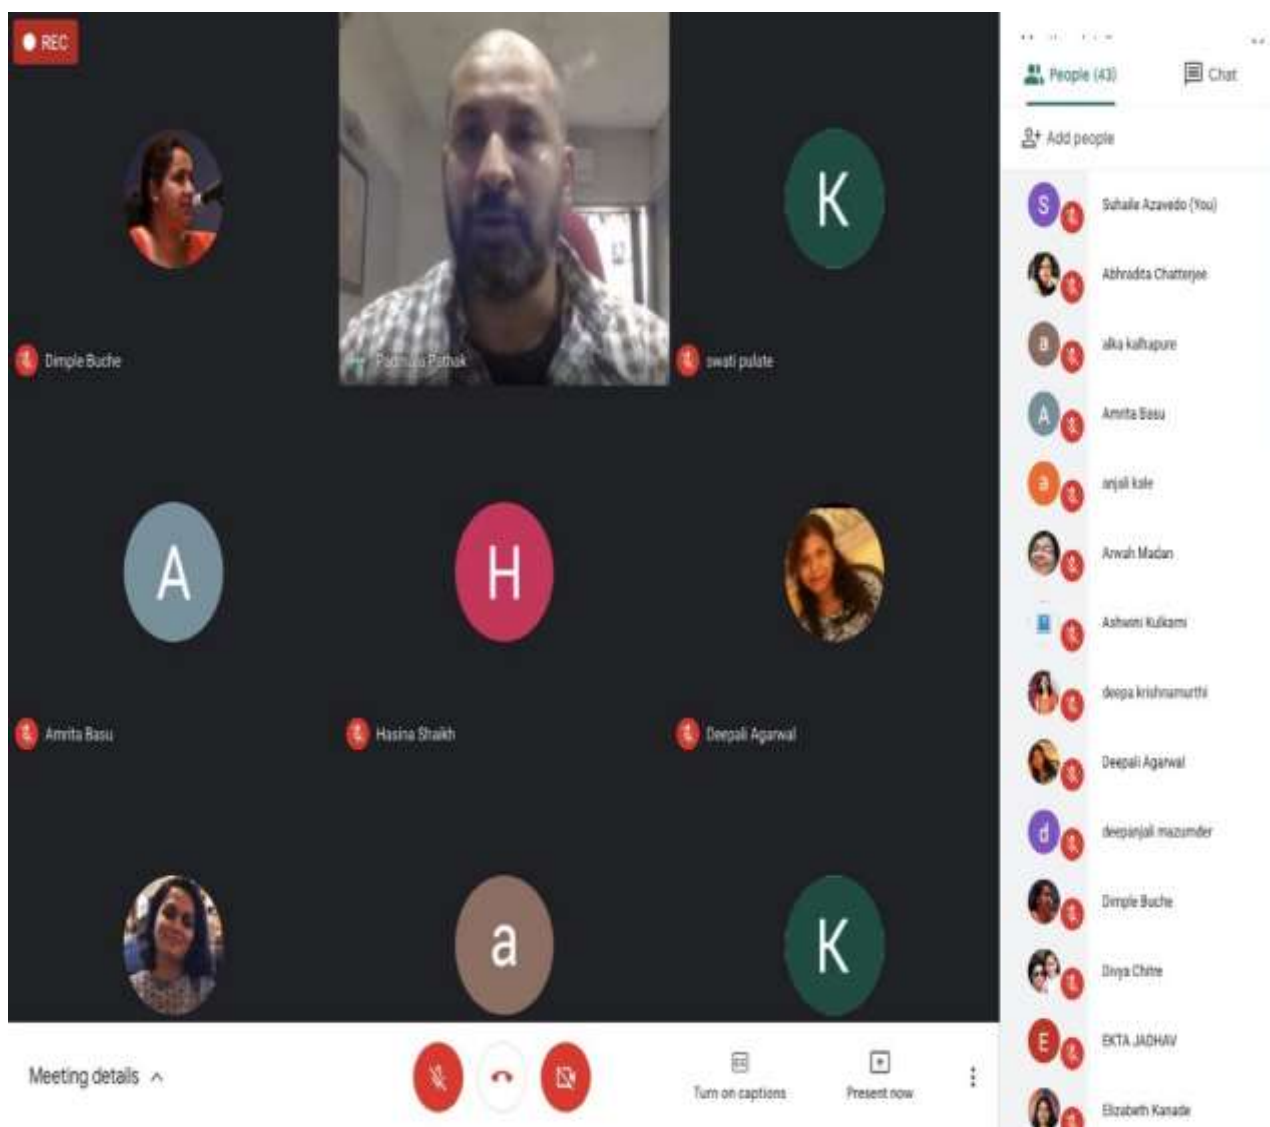 REC
Dimple Buche
Pathak
swati pulate
K
A
H
Amrita Basu
Hasina Shaikh
Deepali Agarwal
a
K
Meeting details
Turn on captions
Present now
People (43)
Chat
Add people
S
Suhaile Azavedo (You)
Abhradita Chatterjee
a
alka kalhapure
A
Amrita Basu
a
anjali kale
Arwah Madan
Ashwini Kulkarni
deepa krishnamurthi
Deepali Agarwal
d
deepanjali mazumder
Dimple Buche
Divya Chitre
E
EKTA JADHAV
Elizabeth Kanade